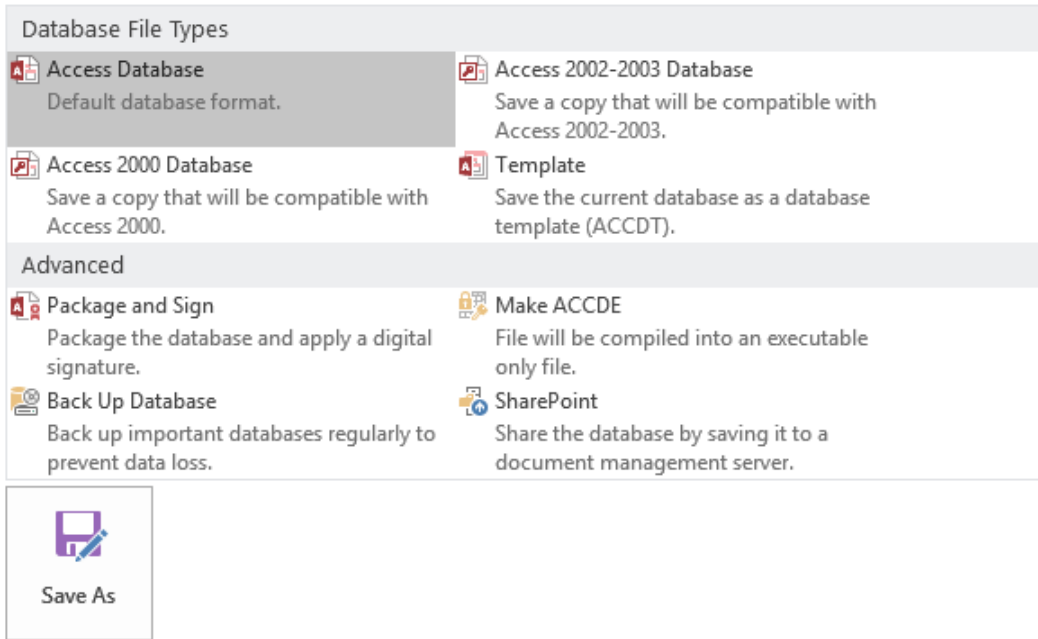 Database File Types
Access Database
Default database format.
Access 2002-2003 Database
Save a copy that will be compatible with
Access 2002-2003.
Access 2000 Database
Save a copy that will be compatible with
Access 2000.
Template
Save the current database as a database
template (ACCDT).
Advanced
Package and Sign
Package the database and apply a digital
signature.
Make ACCDE
File will be compiled into an executable
only file.
Back Up Database
Back up important databases regularly to
prevent data loss.
SharePoint
Share the database by saving it to a
document management server.
Save As